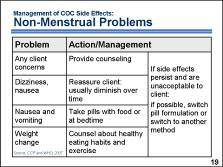 Management of COC Side Effects:
Non-Menstrual Problems
Problem
Action/Management
Any client
concerns
Provide counseling
Dizziness,
nausea
Reassure client:
usually diminish over
time
Nausea and
vomiting
Take pills with food or
at bedtime
Weight
change
Counsel about healthy
eating habits and
exercise
If side effects
persist and are
unacceptable to
client:
if possible, switch
pill formulation or
switch to another
method
Source: CCP and WHO, 2007
19